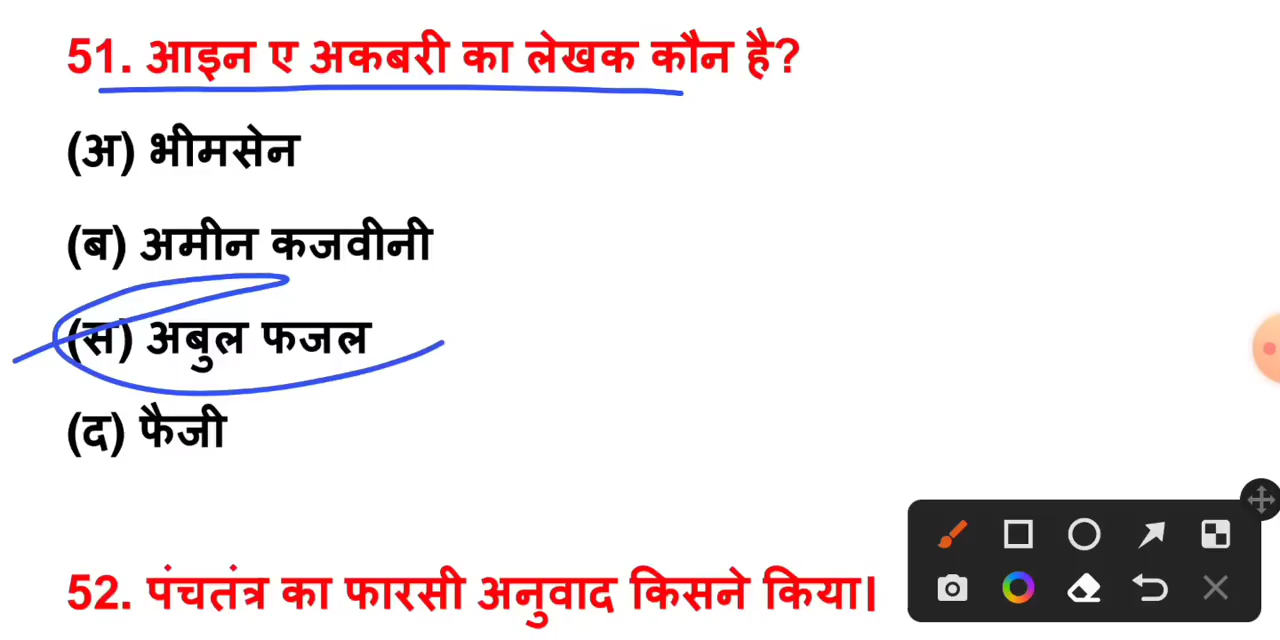 51. आइन ए अकबरी का लेखक कौन है?
(अ) भीमसेन
(ब) अमीन कजवीनी
(स) अबुल फजल
(द) फैजी
52. पंचतंत्र का फारसी अनुवाद किसने किया।